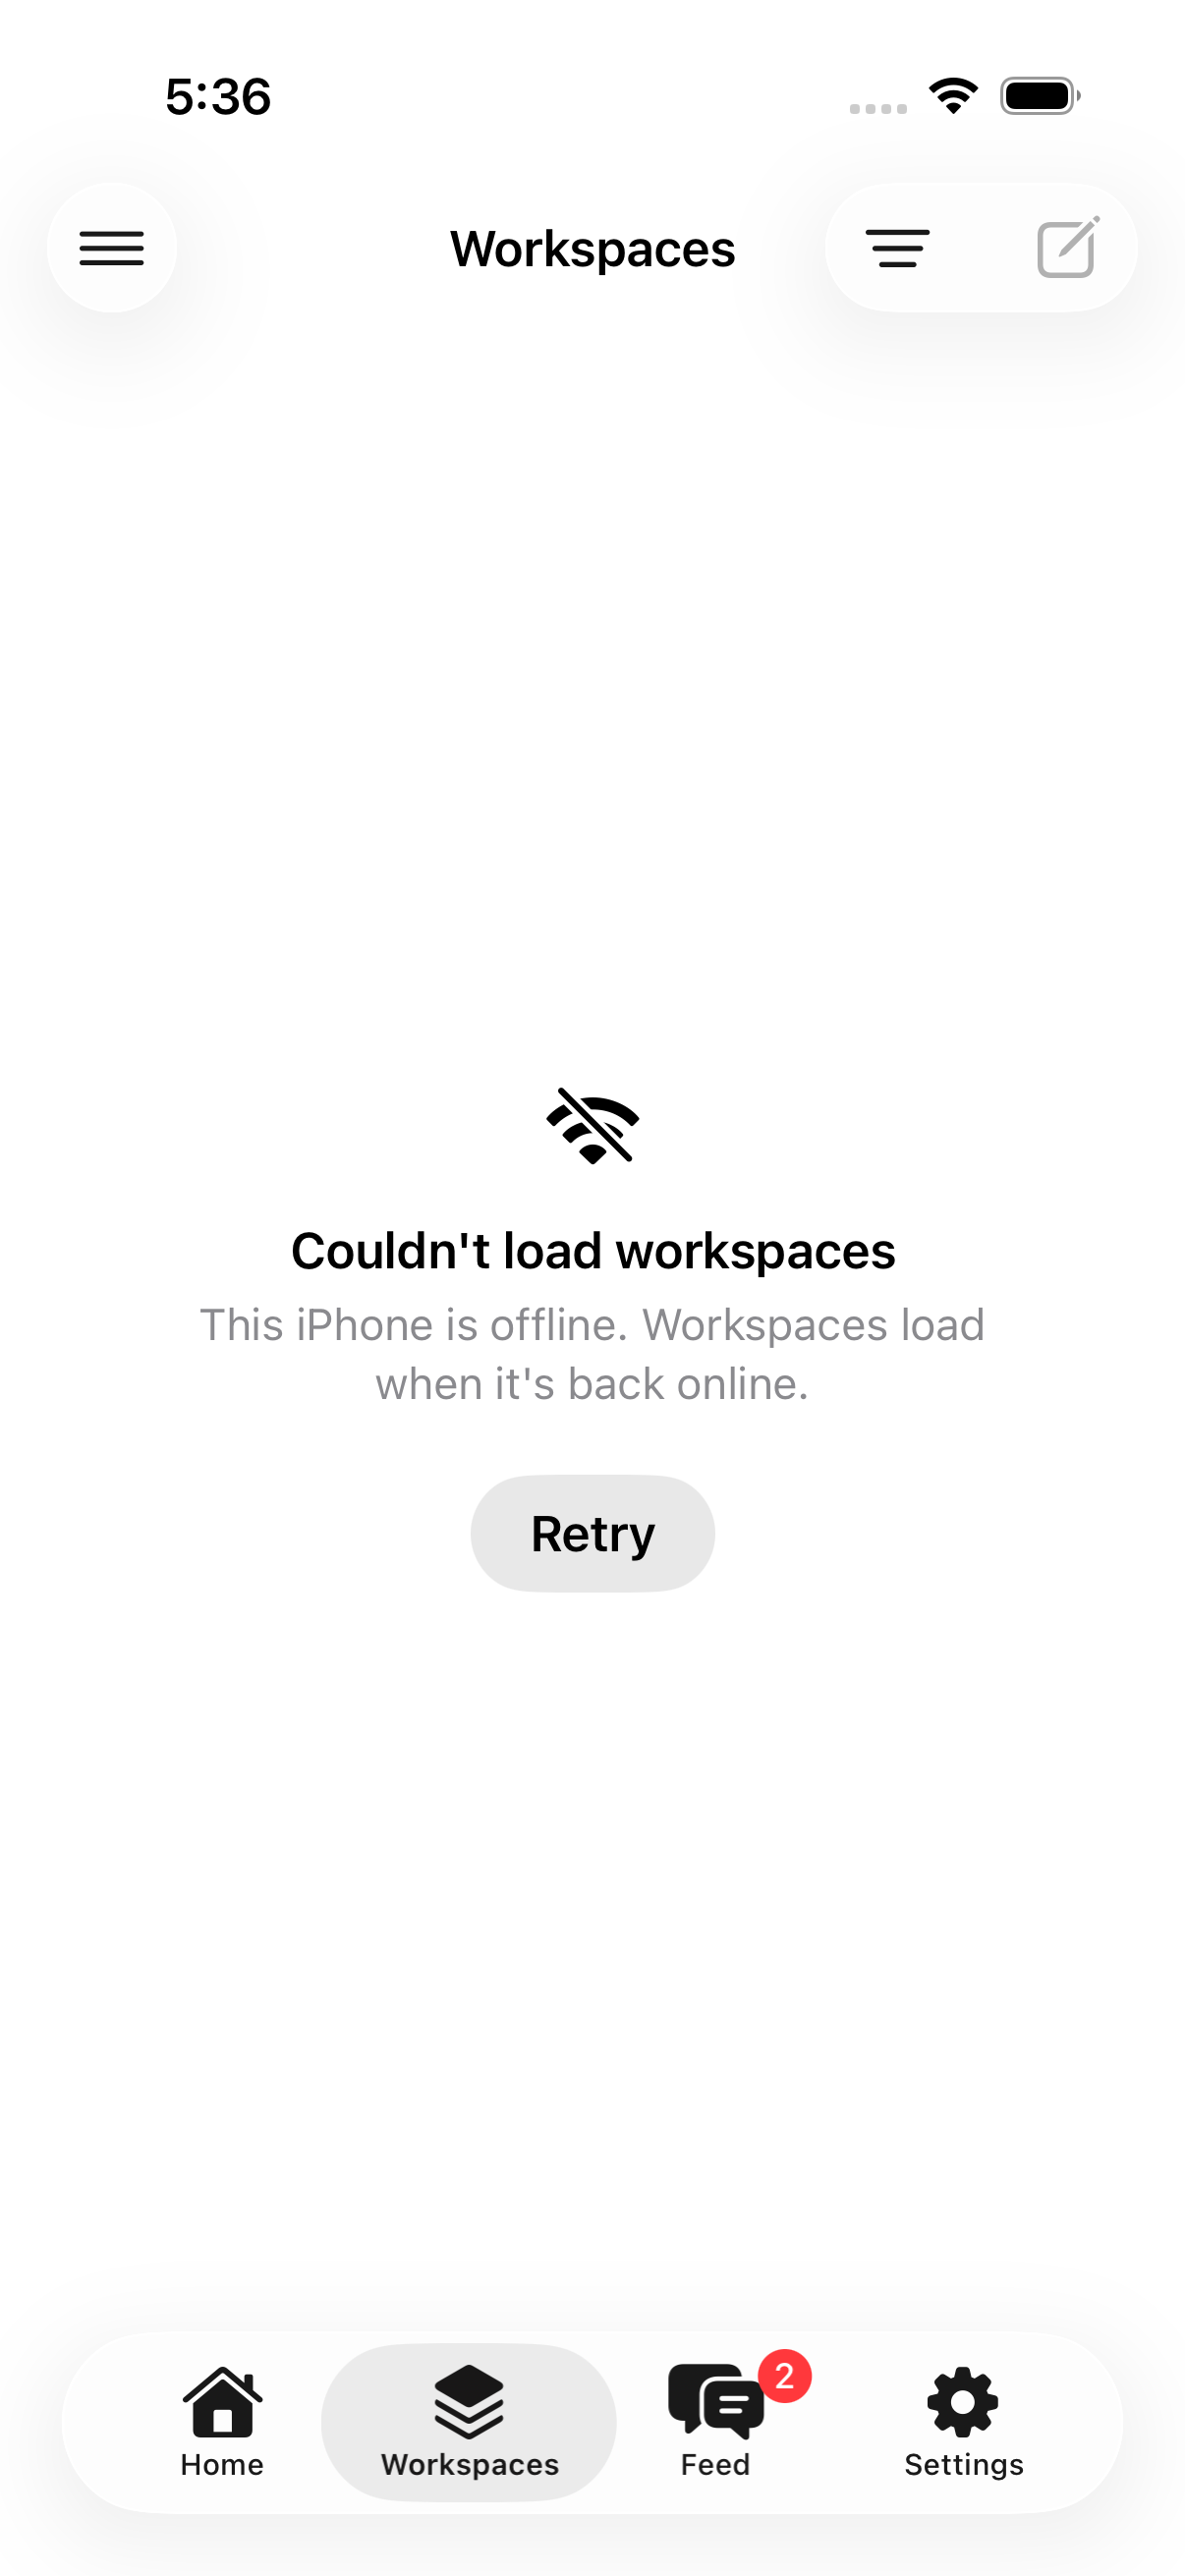 5:36
Workspaces
Couldn't load workspaces
This iPhone is offline. Workspaces load
when it's back online.
Retry
2
Home
Workspaces
Feed
Settings